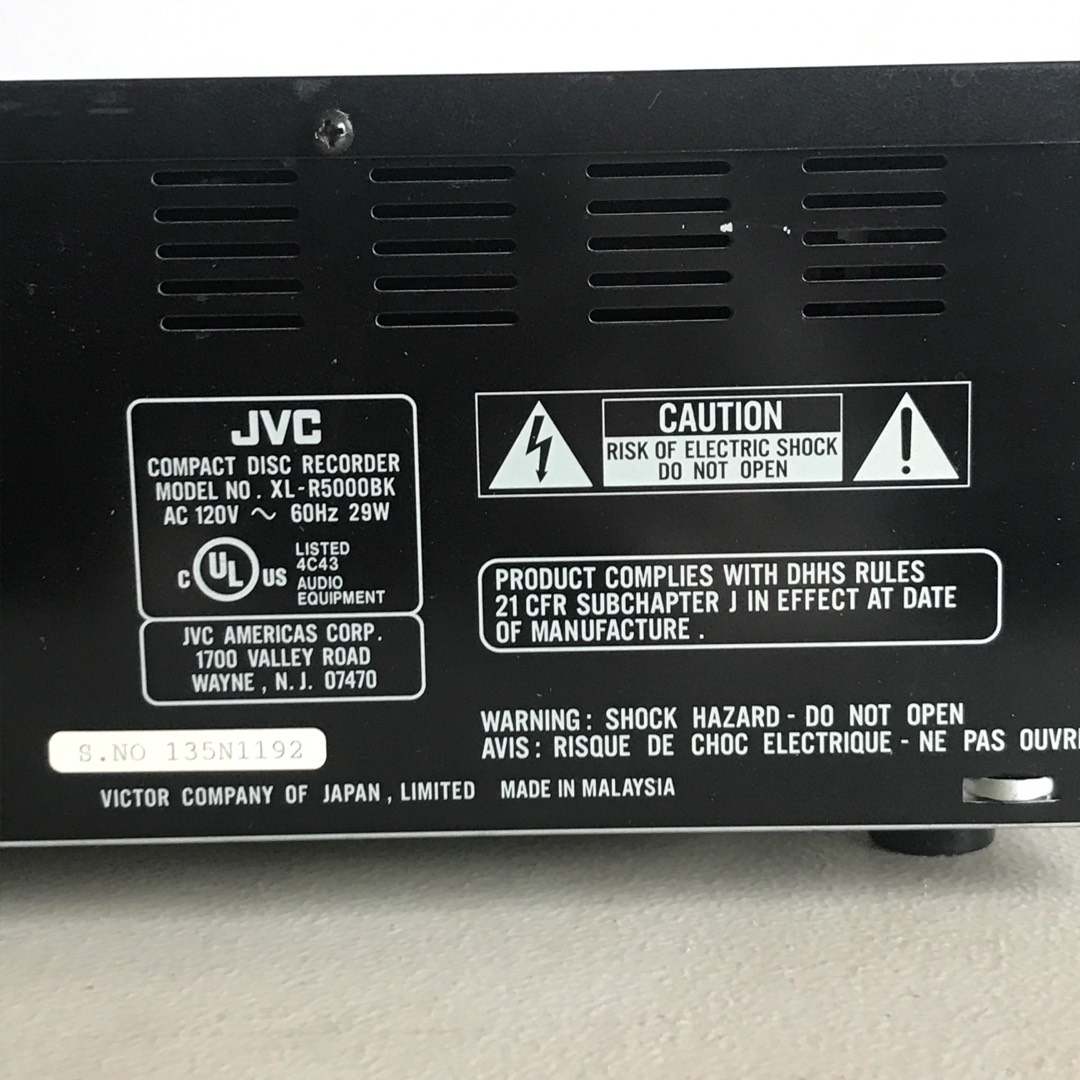 JVC
COMPACT DISC RECORDER
MODEL NO. XL-R5000BK
AC 120V ~ 60Hz 29W
C UL US
LISTED
4C43
AUDIO
EQUIPMENT
JVC AMERICAS CORP.
1700 VALLEY ROAD
WAYNE, N.J. 07470
S.NO 135N1192
CAUTION
RISK OF ELECTRIC SHOCK
DO NOT OPEN
!
PRODUCT COMPLIES WITH DHHS RULES
21 CFR SUBCHAPTER J IN EFFECT AT DATE
OF MANUFACTURE.
WARNING: SHOCK HAZARD - DO NOT OPEN
AVIS: RISQUE DE CHOC ELECTRIQUE - NE PAS OUVRI
VICTOR COMPANY OF JAPAN, LIMITED MADE IN MALAYSIA